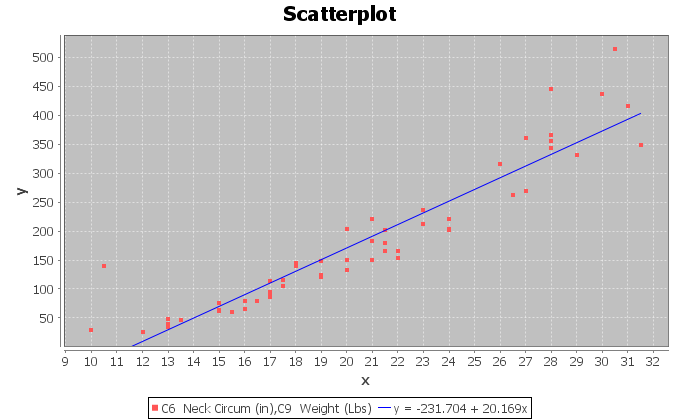 Scatterplot
500
450
400
350
300
250
200
150
100
50
y
9 10 11 12 13 14 15 16 17 18 19 20 21 22 23 24 25 26 27 28 29 30 31 32
x
C6 Neck Circum (in),C9 Weight (Lbs) y = -231.704 + 20.169x